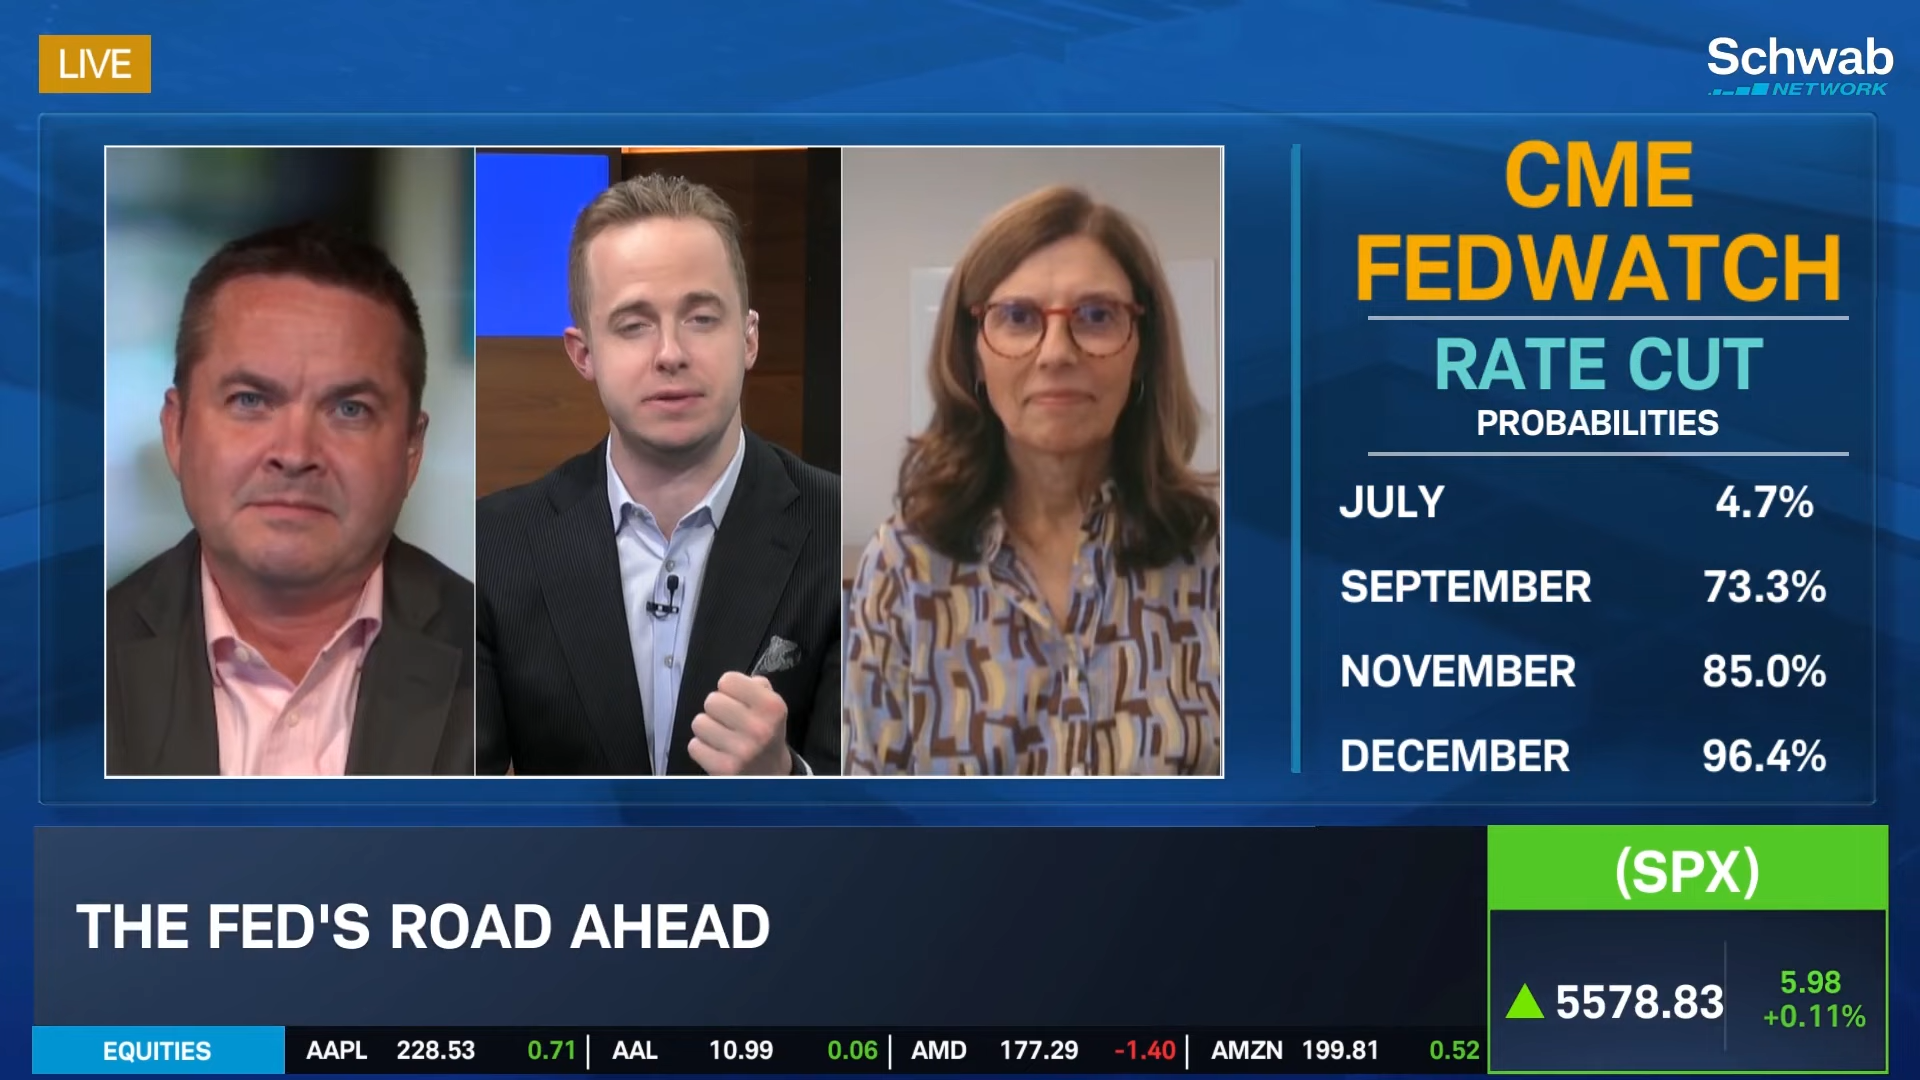 LIVE
Schwab
NETWORK
CME
FEDWATCH
RATE CUT
PROBABILITIES
JULY 4.7%
SEPTEMBER 73.3%
NOVEMBER 85.0%
DECEMBER 96.4%
THE FED'S ROAD AHEAD
(SPX)
5578.83
5.98
+0.11%
EQUITIES AAPL 228.53 0.71 AAL 10.99 0.06 AMD 177.29 -1.40 AMZN 199.81 0.52